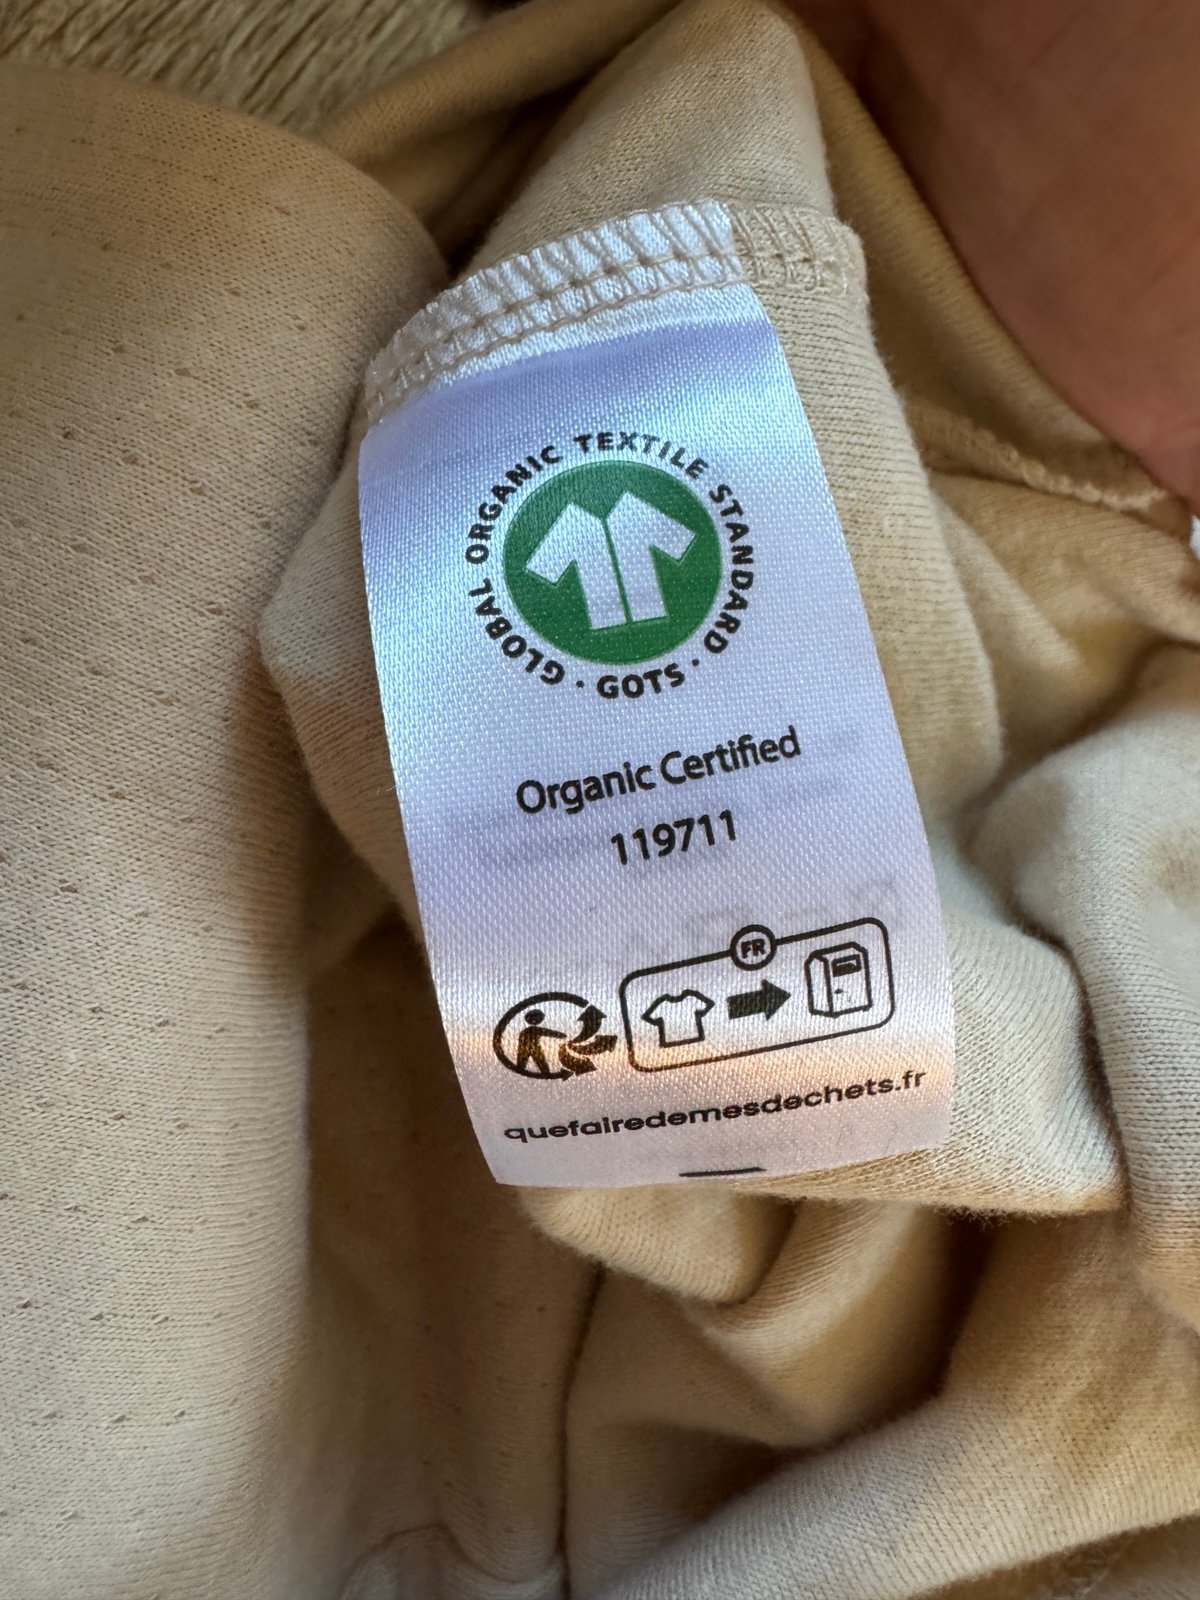 GLOBAL ORGANIC TEXTILE STANDARD · GOTS ·
Organic Certified
119711
FR
quefairedemesdechets.fr